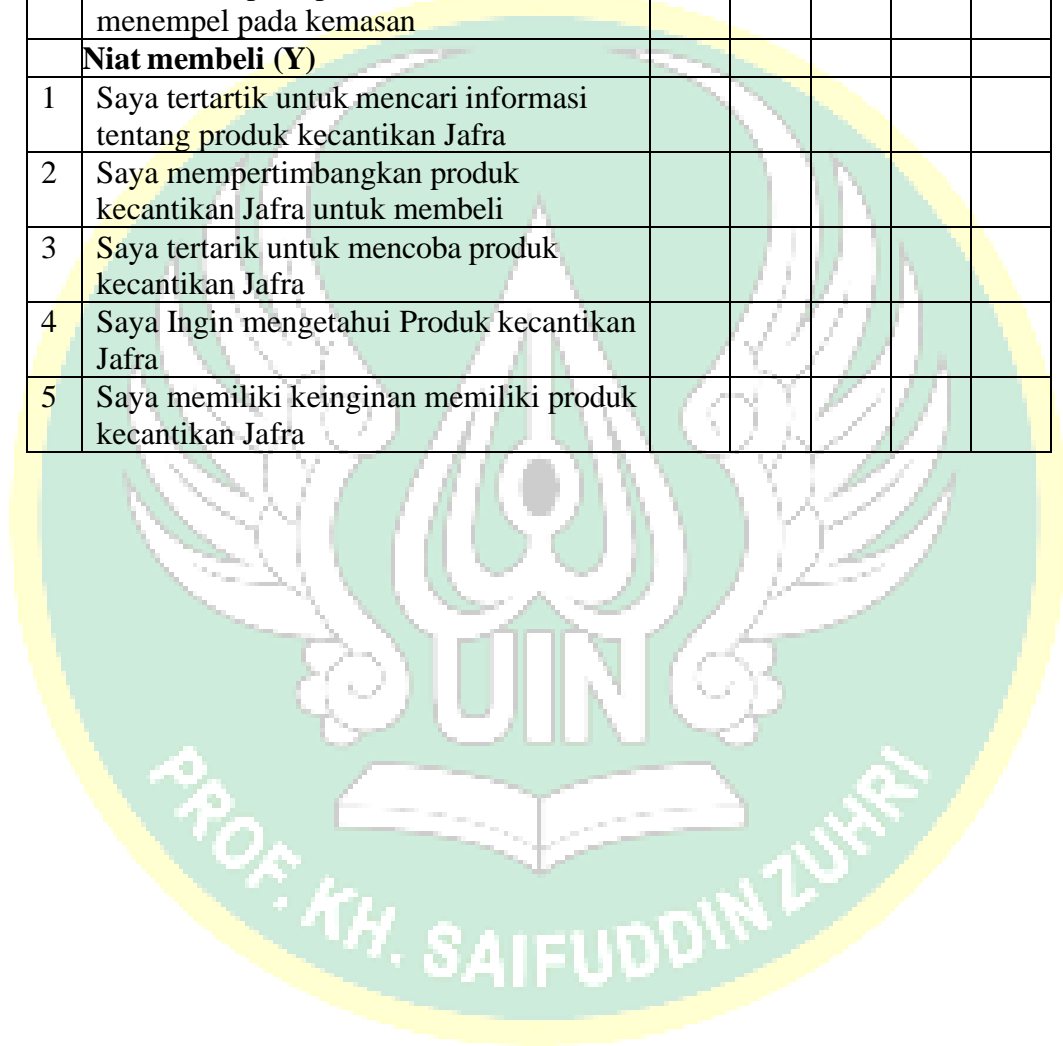 menempel pada kemasan
Niat membeli (Y)
1 Saya tertartik untuk mencari informasi
tentang produk kecantikan Jafra
2 Saya mempertimbangkan produk
kecantikan Jafra untuk membeli
3 Saya tertarik untuk mencoba produk
kecantikan Jafra
4 Saya Ingin mengetahui Produk kecantikan
Jafra
5 Saya memiliki keinginan memiliki produk
kecantikan Jafra
UIN
PROF. KH. SAIFUDDIN ZUHRI